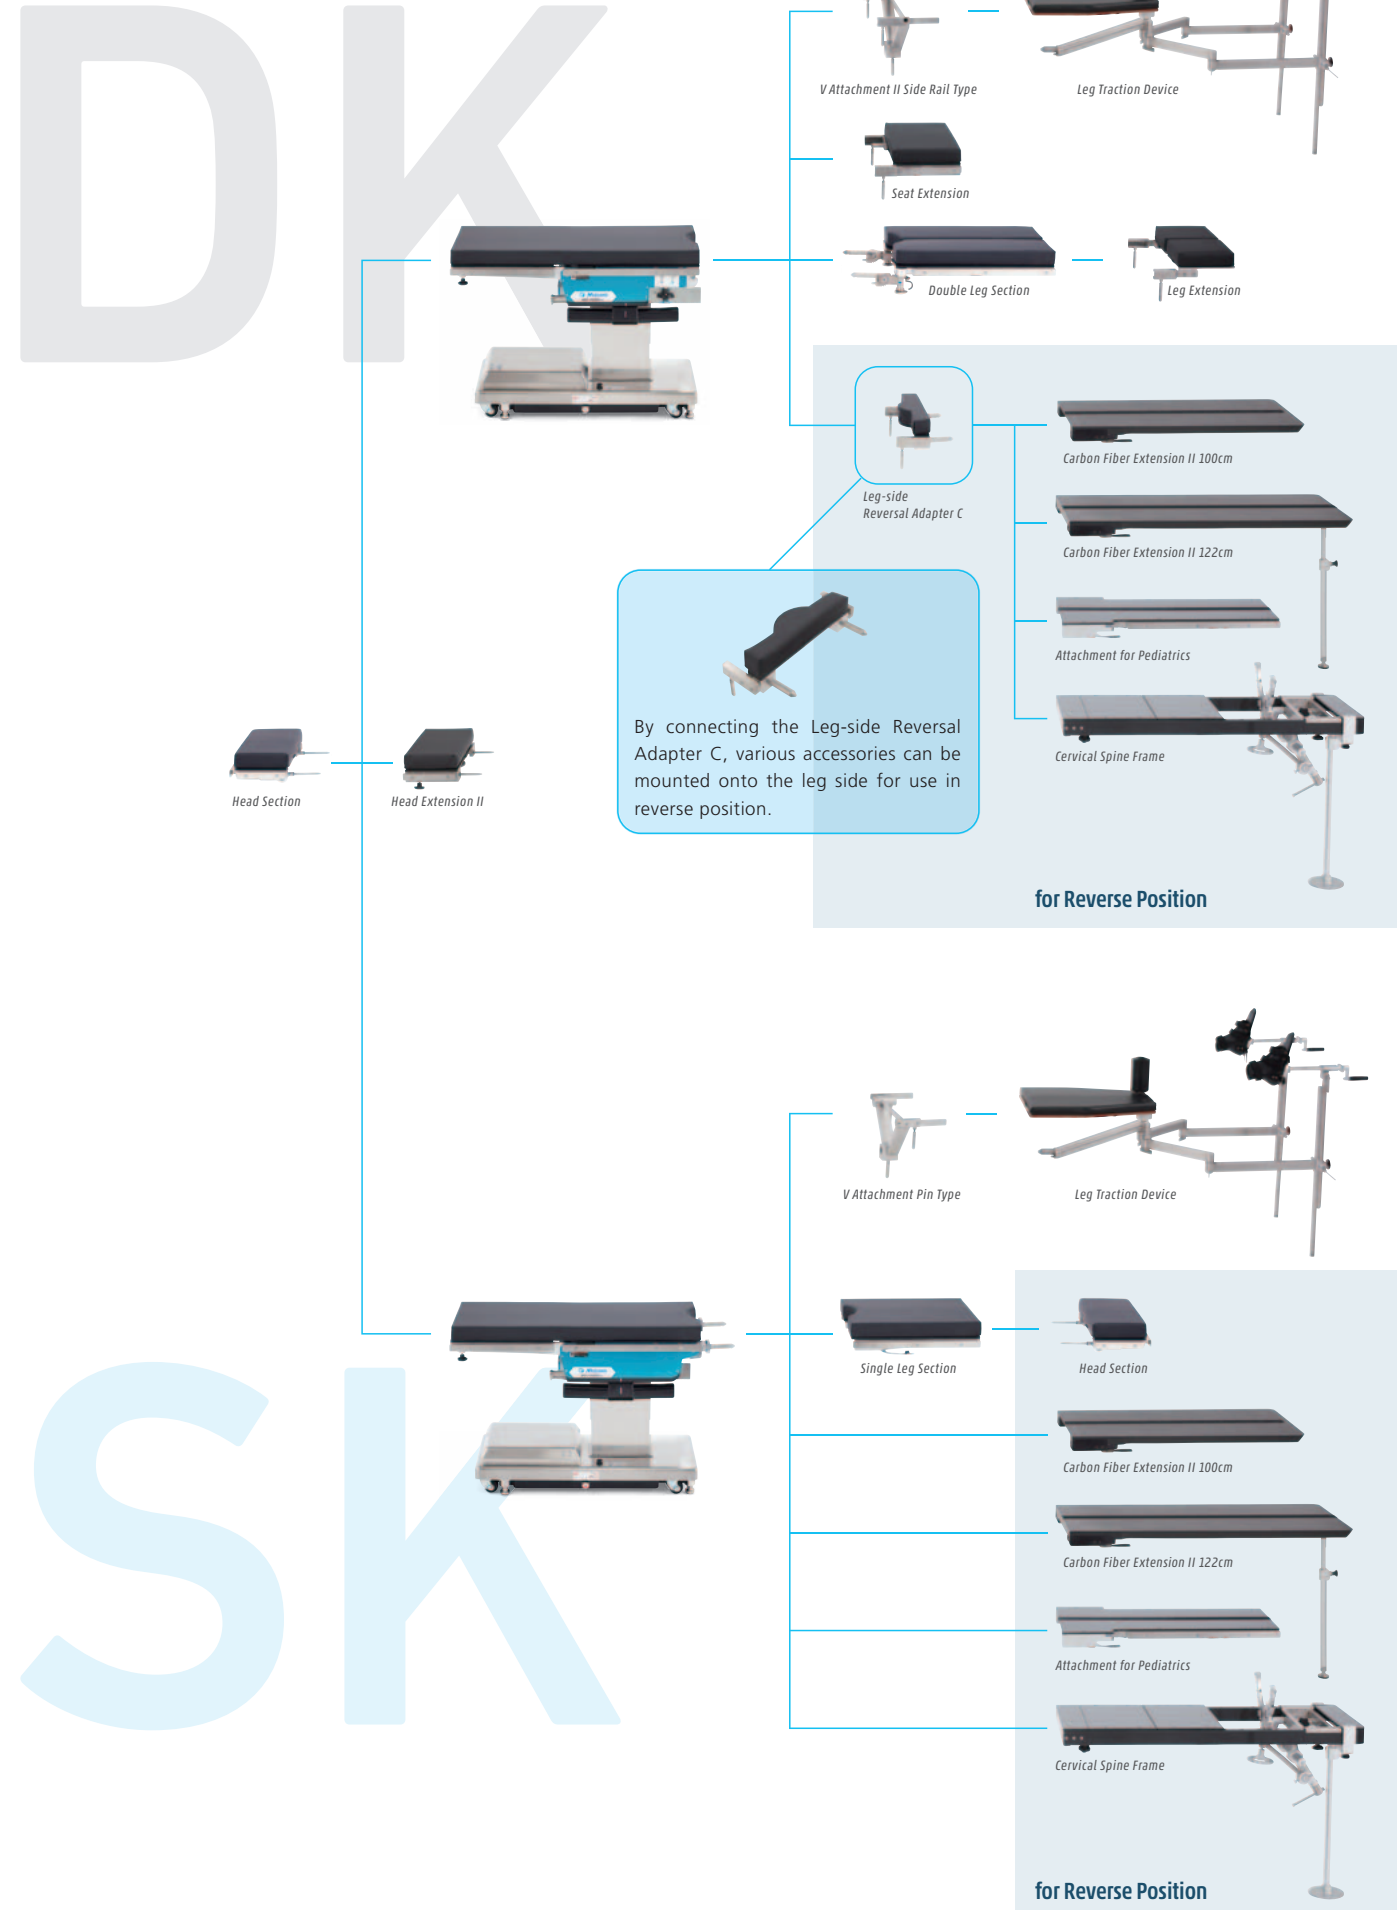 DK
V Attachment II Side Rail Type
Leg Traction Device
Seat Extension
Double Leg Section
Leg Extension
Carbon Fiber Extension II 100cm
Leg-side
Reversal Adapter C
Carbon Fiber Extension II 122cm
Attachment for Pediatrics
By connecting the Leg-side Reversal
Adapter C, various accessories can be
mounted onto the leg side for use in
reverse position.
Cervical Spine Frame
Head Section
Head Extension II
for Reverse Position
V Attachment Pin Type
Leg Traction Device
SK
Single Leg Section
Head Section
Carbon Fiber Extension II 100cm
Carbon Fiber Extension II 122cm
Attachment for Pediatrics
Cervical Spine Frame
for Reverse Position